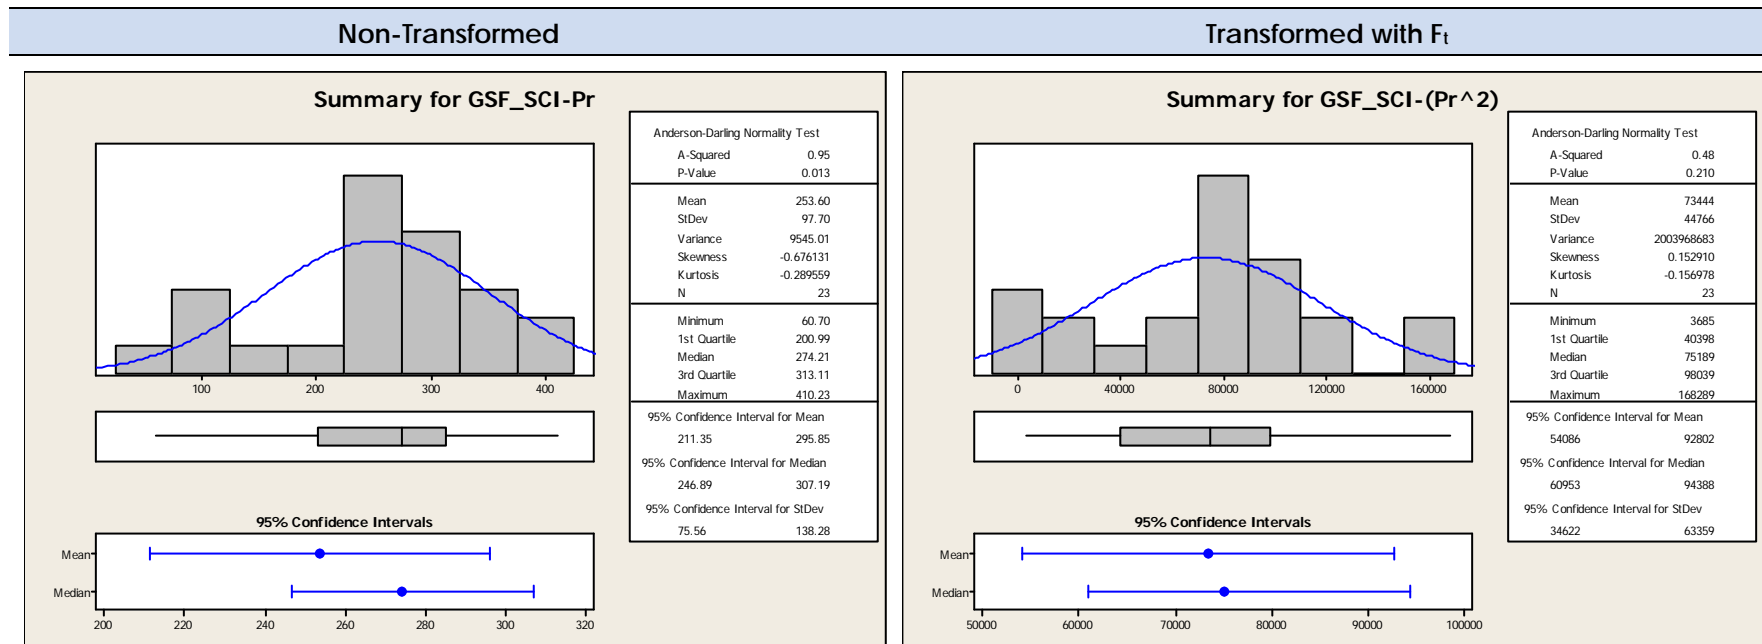 Non-Transformed
Transformed with Ft
Summary for GSF_SCI-Pr
Anderson-Darling Normality Test
A-Squared 0.95
P-Value 0.013
Mean 253.60
StDev 97.70
Variance 9545.01
Skewness -0.676131
Kurtosis -0.289559
N 23
Minimum 60.70
1st Quartile 200.99
Median 274.21
3rd Quartile 313.11
Maximum 410.23
95% Confidence Interval for Mean
211.35 295.85
95% Confidence Interval for Median
246.89 307.19
95% Confidence Interval for StDev
75.56 138.28
100 200 300 400
95% Confidence Intervals
Mean
Median
200 220 240 260 280 300 320
Summary for GSF_SCI-(Pr^2)
Anderson-Darling Normality Test
A-Squared 0.48
P-Value 0.210
Mean 73444
StDev 44766
Variance 2003968683
Skewness 0.152910
Kurtosis -0.156978
N 23
Minimum 3685
1st Quartile 40398
Median 75189
3rd Quartile 98039
Maximum 168289
95% Confidence Interval for Mean
54086 92802
95% Confidence Interval for Median
60953 94388
95% Confidence Interval for StDev
34622 63359
0 40000 80000 120000 160000
95% Confidence Intervals
Mean
Median
50000 60000 70000 80000 90000 100000